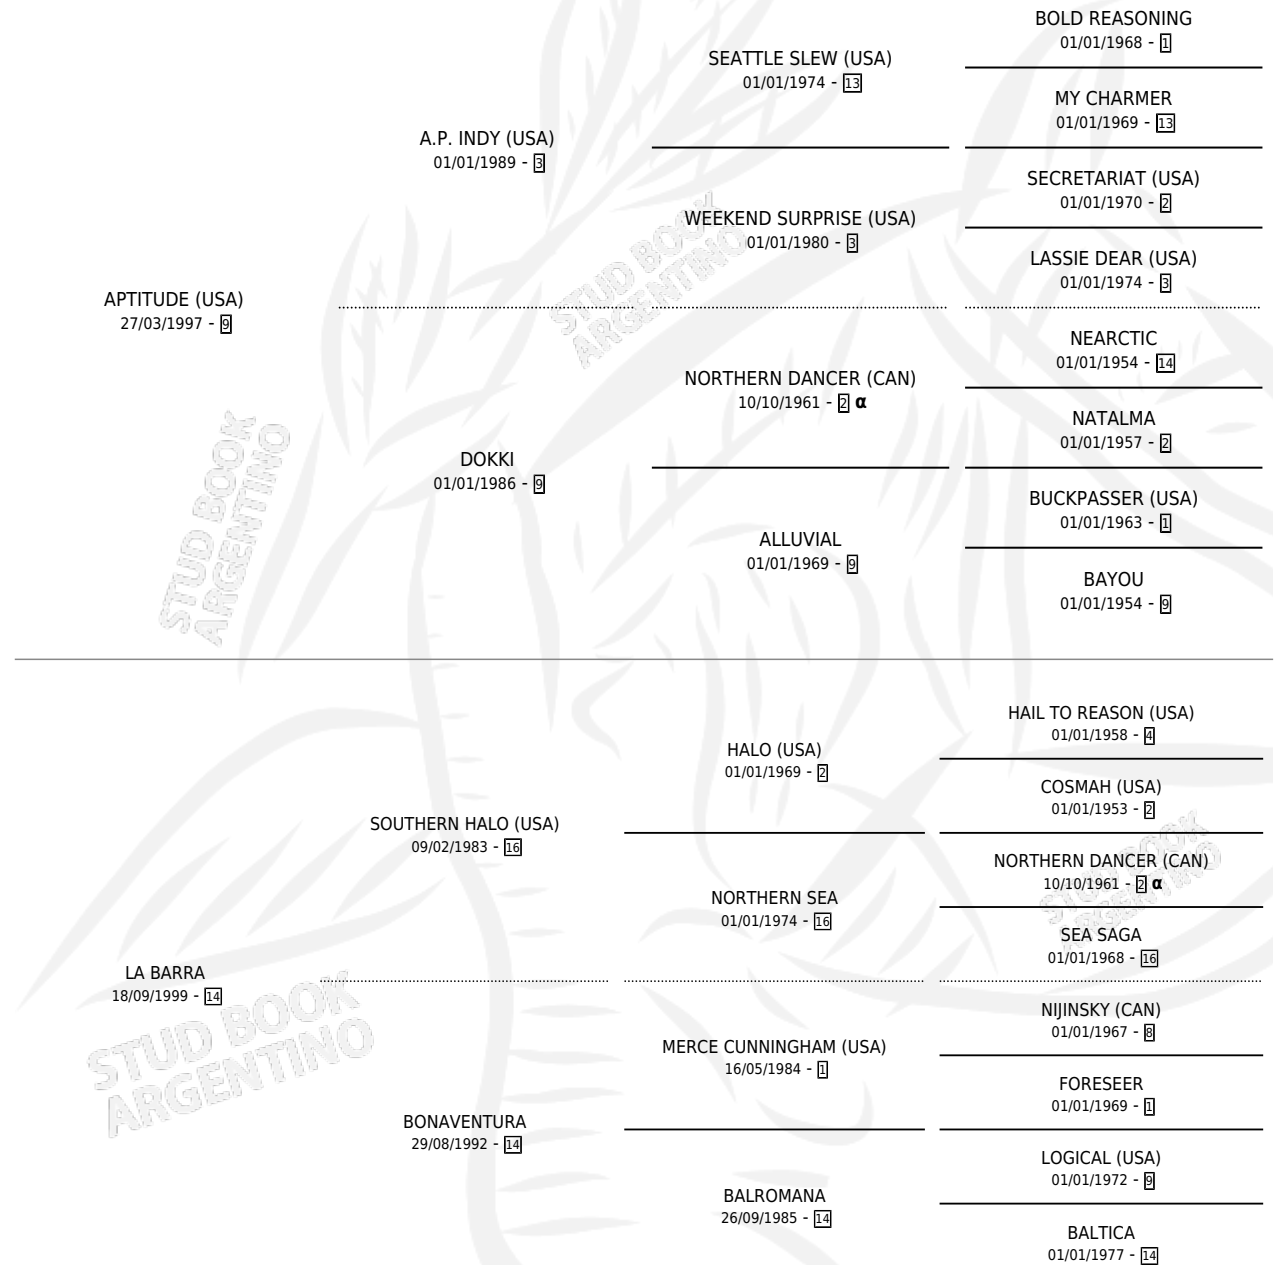 BOLD REASONING
01/01/1968 - 1
SEATTLE SLEW (USA)
01/01/1974 - 13
MY CHARMER
01/01/1969 - 13
A.P. INDY (USA)
01/01/1989 - 3
SECRETARIAT (USA)
01/01/1970 - 2
WEEKEND SURPRISE (USA)
01/01/1980 - 3
LASSIE DEAR (USA)
01/01/1974 - 3
APTITUDE (USA)
27/03/1997 - 9
NEARCTIC
01/01/1954 - 14
NORTHERN DANCER (CAN)
10/10/1961 - 2 α
NATALMA
01/01/1957 - 2
DOKKI
01/01/1986 - 9
BUCKPASSER (USA)
01/01/1963 - 1
ALLUVIAL
01/01/1969 - 9
BAYOU
01/01/1954 - 9
HAIL TO REASON (USA)
01/01/1958 - 4
HALO (USA)
01/01/1969 - 2
COSMAH (USA)
01/01/1953 - 2
SOUTHERN HALO (USA)
09/02/1983 - 16
NORTHERN DANCER (CAN)
10/10/1961 - 2 α
NORTHERN SEA
01/01/1974 - 16
SEA SAGA
01/01/1968 - 16
LA BARRA
18/09/1999 - 14
NIJINSKY (CAN)
01/01/1967 - 8
MERCE CUNNINGHAM (USA)
16/05/1984 - 1
FORESEER
01/01/1969 - 1
BONAVENTURA
29/08/1992 - 14
LOGICAL (USA)
01/01/1972 - 9
BALROMANA
26/09/1985 - 14
BALTICA
01/01/1977 - 14
STUD BOOK
ARGENTINO
STUD BOOK
ARGENTINO
STUD BOOK
ARGENTINO
STUD BOOK
ARGENTINO